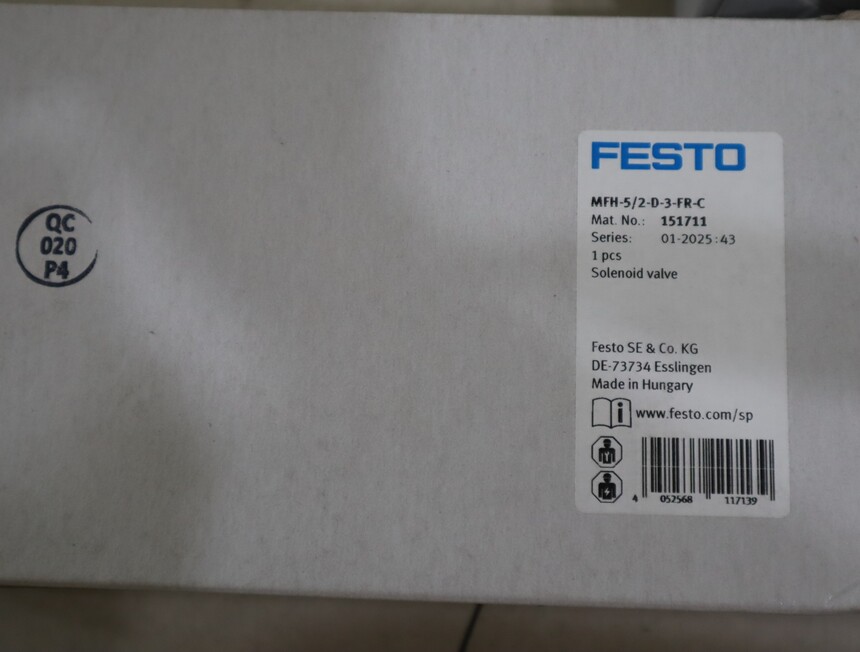 QC
020
P4
FESTO
MFH-5/2-D-3-FR-C
Mat. No.: 151711
Series: 01-2025:43
1 pcs
Solenoid valve
Festo SE & Co. KG
DE-73734 Esslingen
Made in Hungary
www.festo.com/sp
4 052568 117139